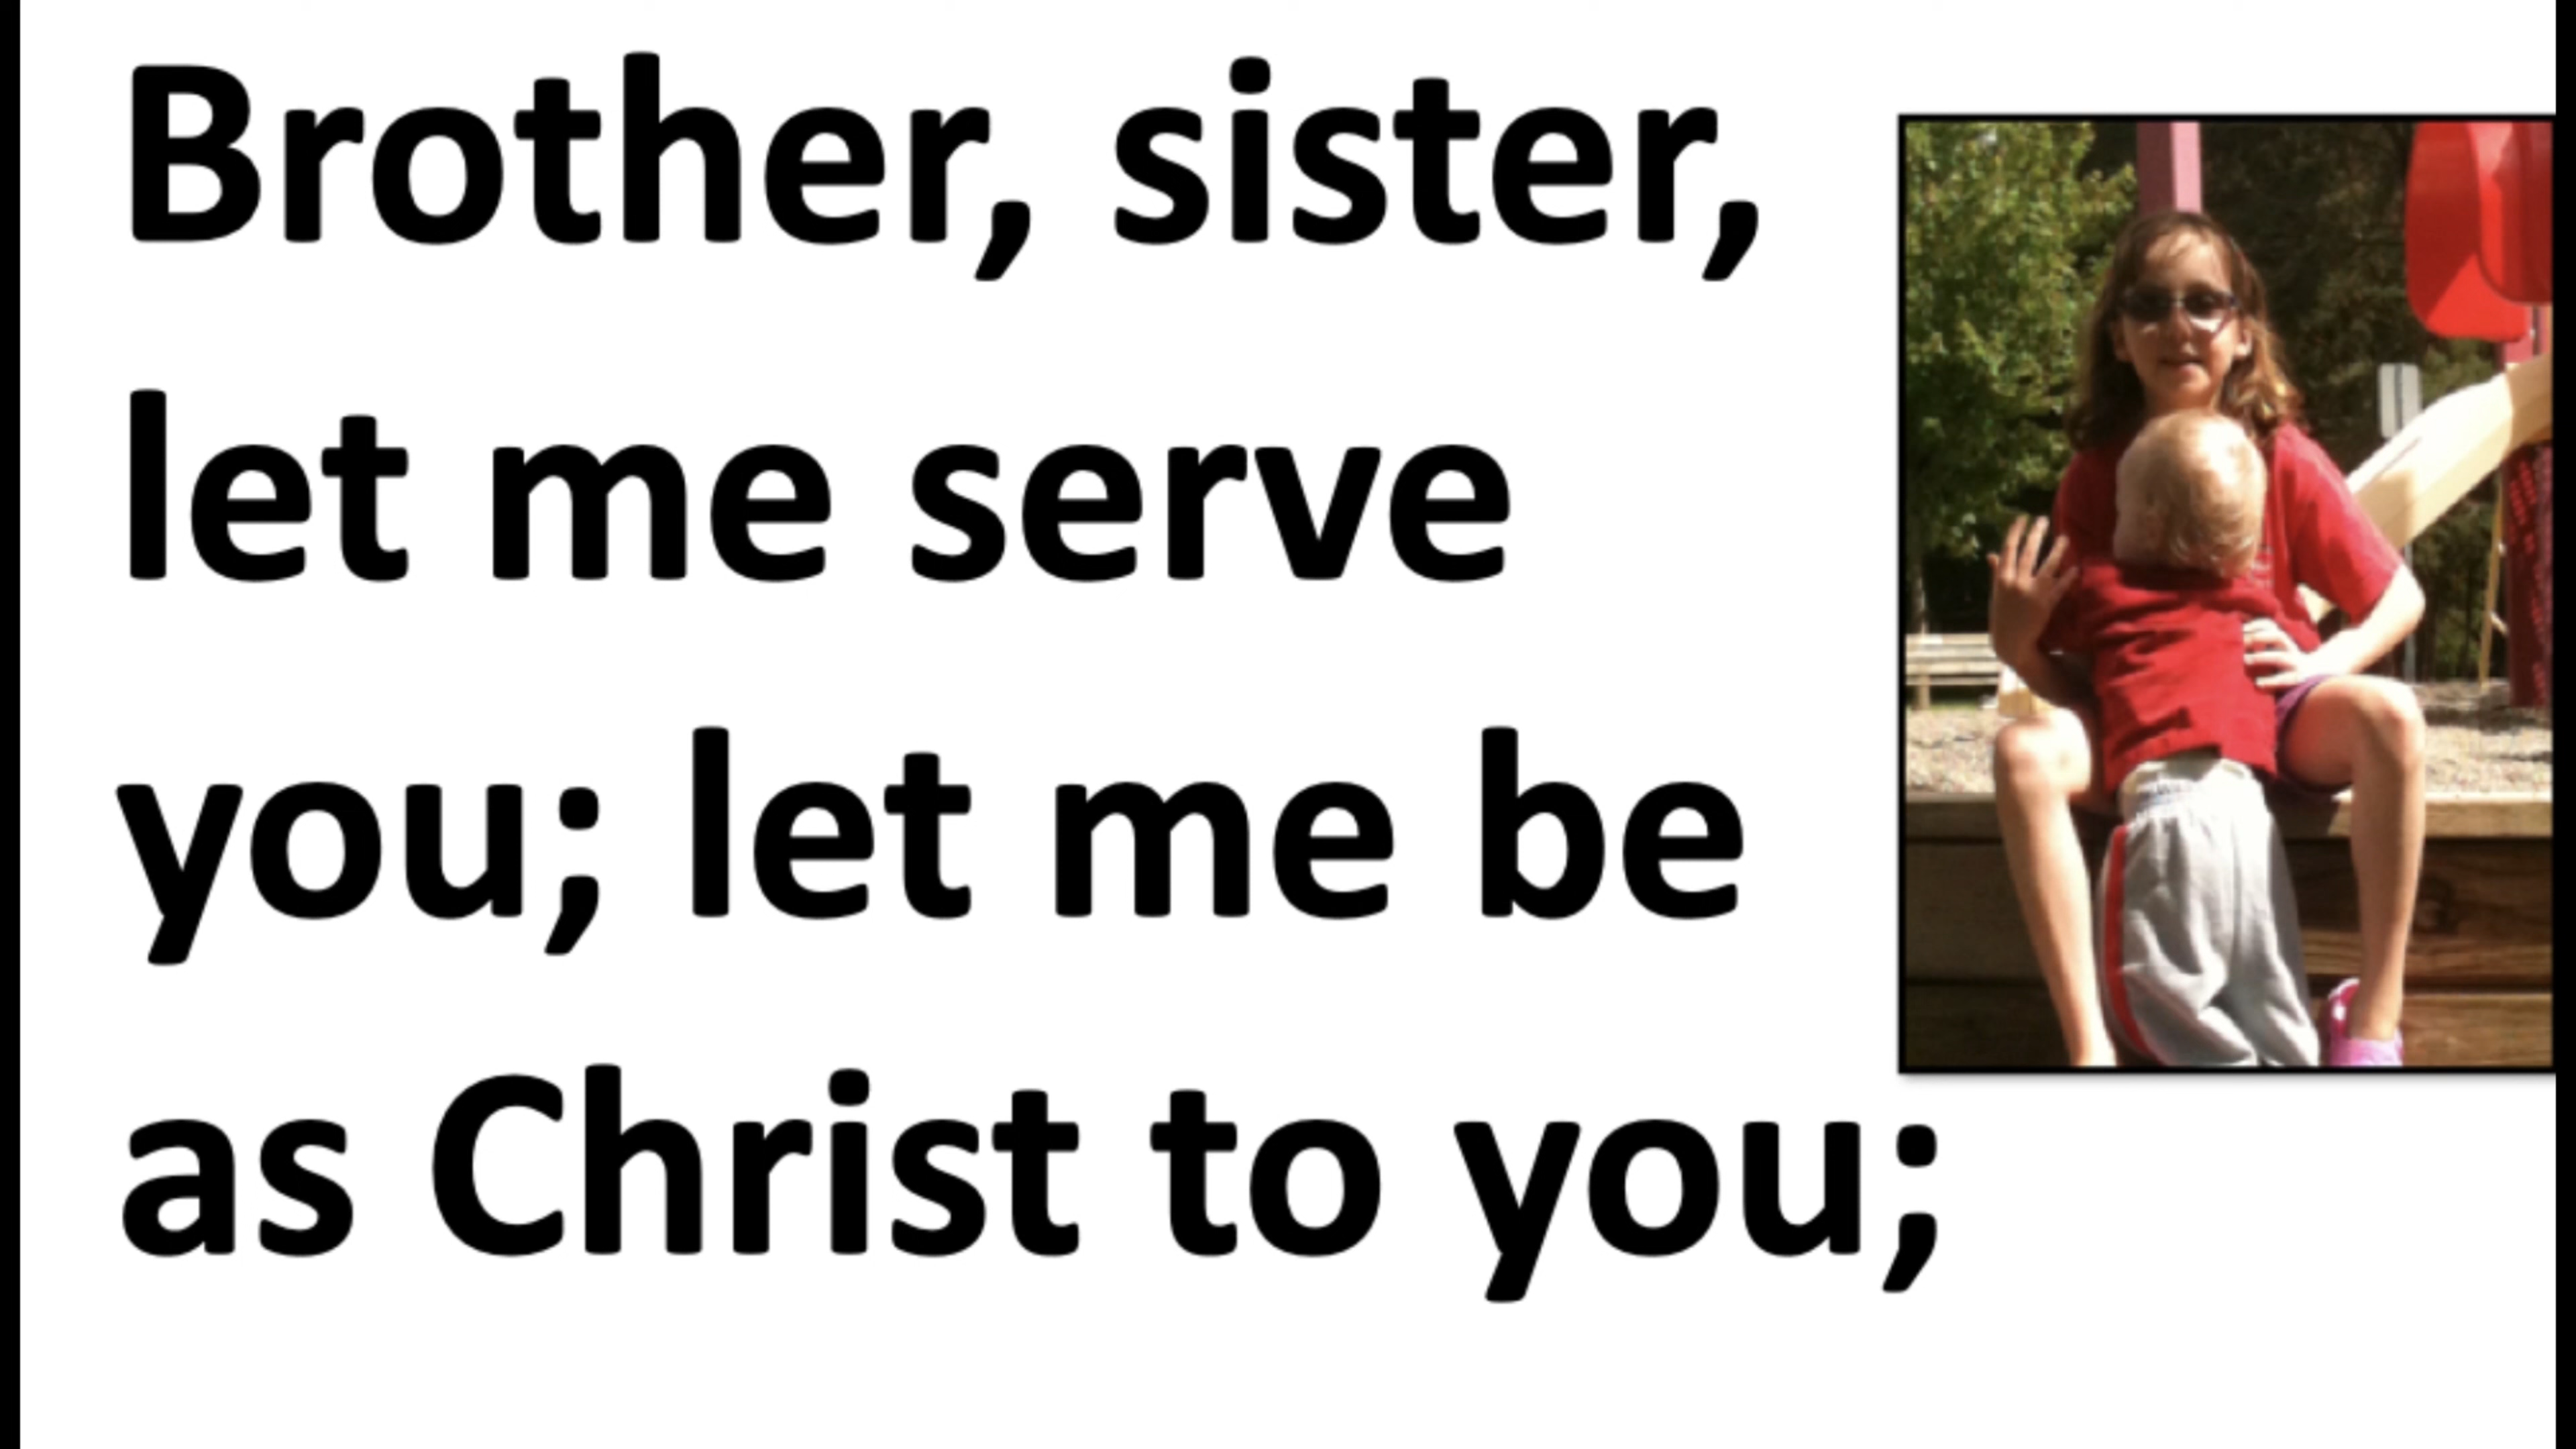 Brother, sister,
let me serve
you; let me be
as Christ to you;